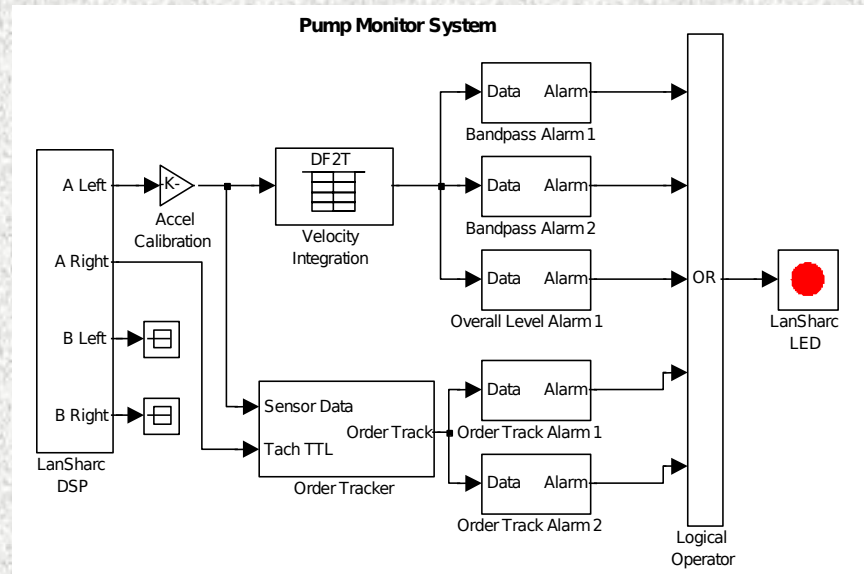 Pump Monitor System
A Left
A Right
B Left
B Right
LanSharc
DSP
-K-
Accel
Calibration
DF2T
Velocity
Integration
Sensor Data
Tach TTL
Order Track
Order Tracker
Data Alarm
Bandpass Alarm 1
Data Alarm
Bandpass Alarm 2
Data Alarm
Overall Level Alarm 1
Data Alarm
Order Track Alarm 1
Data Alarm
Order Track Alarm 2
OR
Logical
Operator
LanSharc
LED